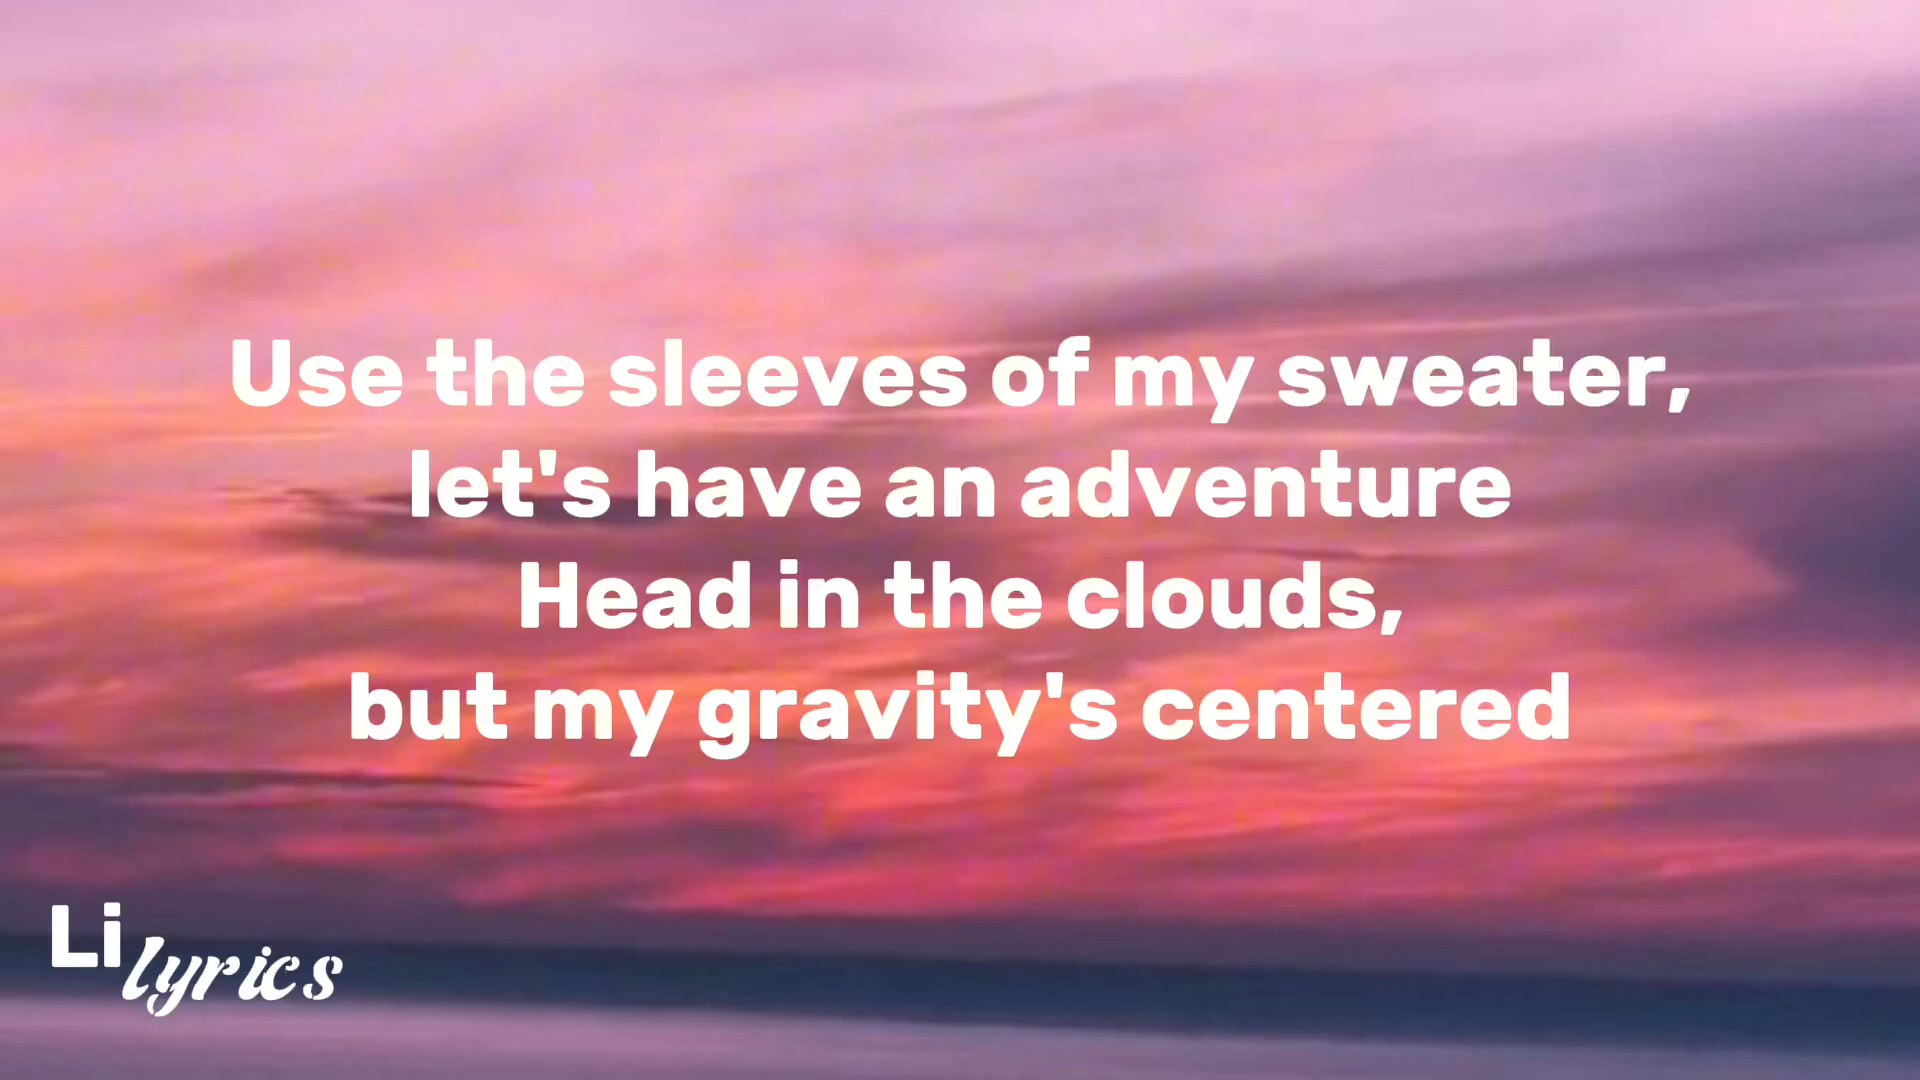 Use the sleeves of my sweater,
let's have an adventure
Head in the clouds,
but my gravity's centered
Li lyrics